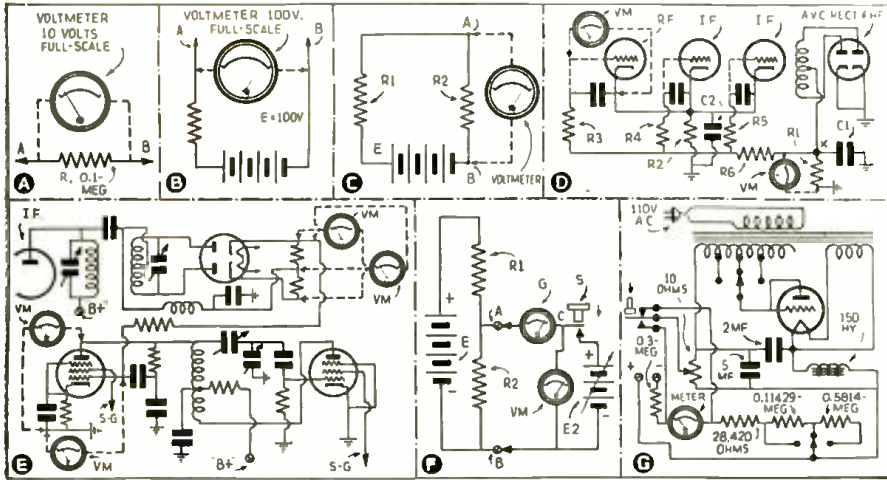 VOLTMETER
10 VOLTS
FULL-SCALE
A
B
R, 0.1-
MEG
A
VOLTMETER 100V.
FULL-SCALE
A
B
E=100V
B
A
R1
R2
E
B
VOLTMETER
C
VM
RF
IF
IF
A V C RECTIFIER
R3
R4
R2
C2
R5
R6
R1
X
C1
VM
D
IF
B+
VM
VM
VM
S-G
VM
B+
S-G
E
R1
A
G
C
S
E
R2
VM
E2
B
F
110V
A C
10
OHMS
0.3-
MEG
2MF
5
MF
150
HY
METER
28,420
OHMS
0.11429-
MEG
0.5814-
MEG
G